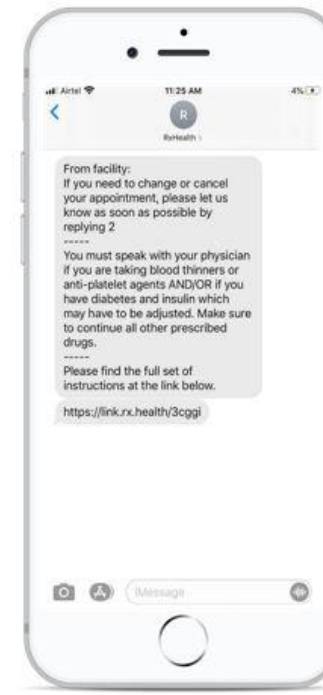 Airtel 11:25 AM 4%
R
RxHealth
From facility:
If you need to change or cancel
your appointment, please let us
know as soon as possible by
replying 2
-----
You must speak with your physician
if you are taking blood thinners or
anti-platelet agents AND/OR if you
have diabetes and insulin which
may have to be adjusted. Make sure
to continue all other prescribed
drugs.
-----
Please find the full set of
instructions at the link below.
https://link.rx.health/3cggi
iMessage